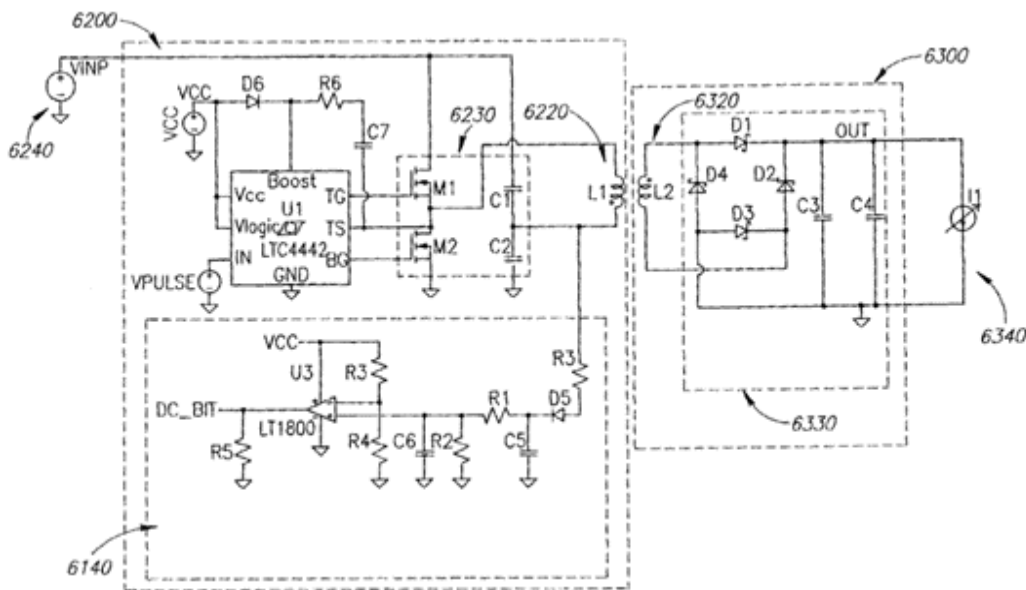 6200
VINP
6240
VCC
VCC
D6
R6
C7
6230
6220
6300
6320
Boost
Vcc
U1
Vlogic
LTC4442
IN
GND
TG
TS
BG
M1
M2
C1
C2
VPULSE
L1
L2
D1
OUT
D4
D2
D3
C3
C4
I1
6340
6330
VCC
U3
R3
DC_BIT
LT1800
R5
R4
C6
R2
R1
C5
D5
R3
6140